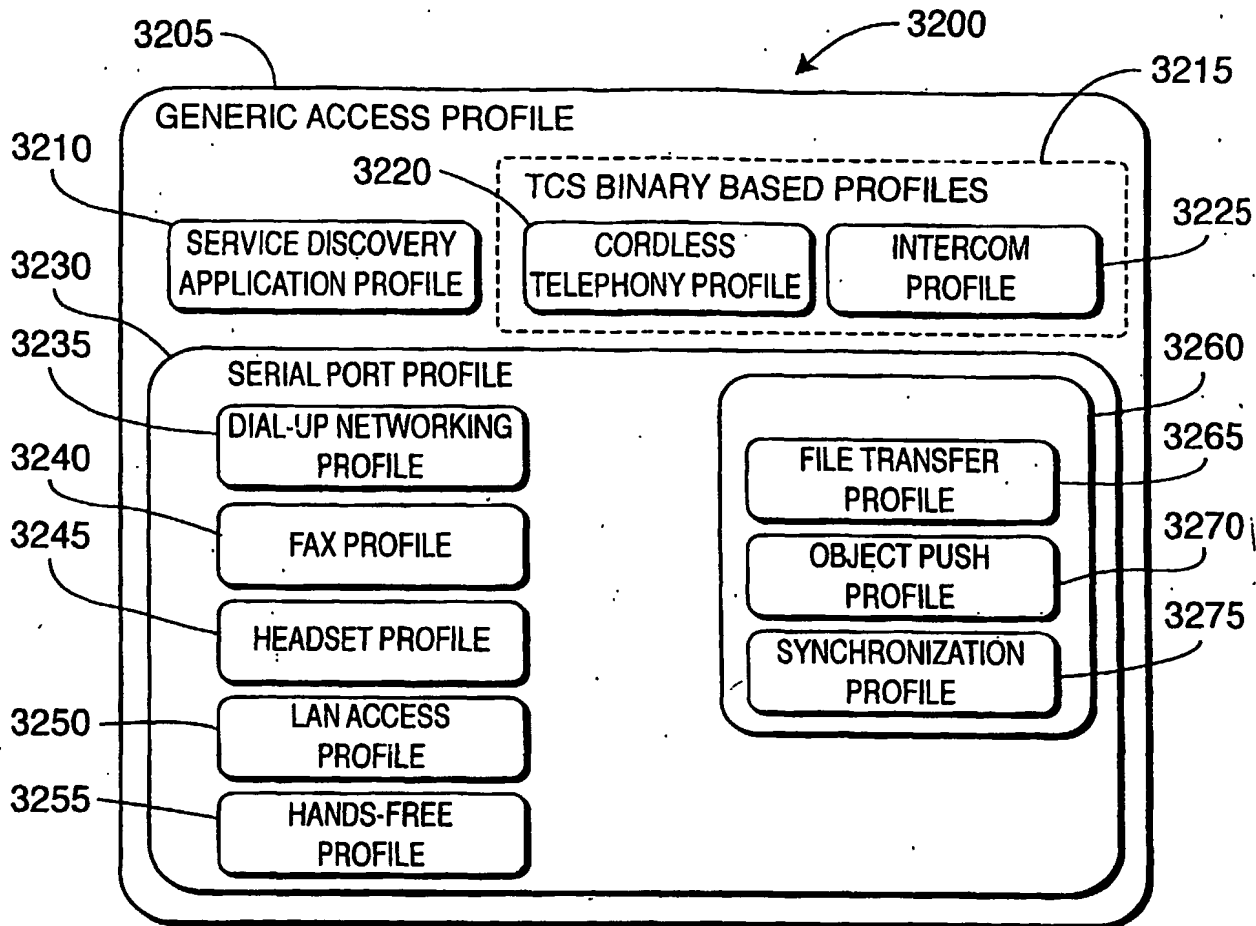 3200
3205
3215
GENERIC ACCESS PROFILE
3210
3220
TCS BINARY BASED PROFILES
3225
SERVICE DISCOVERY
APPLICATION PROFILE
CORDLESS
TELEPHONY PROFILE
INTERCOM
PROFILE
3230
3235
3260
SERIAL PORT PROFILE
DIAL-UP NETWORKING
PROFILE
3240
3265
FILE TRANSFER
PROFILE
3245
FAX PROFILE
3270
OBJECT PUSH
PROFILE
HEADSET PROFILE
3275
SYNCHRONIZATION
PROFILE
3250
LAN ACCESS
PROFILE
3255
HANDS-FREE
PROFILE